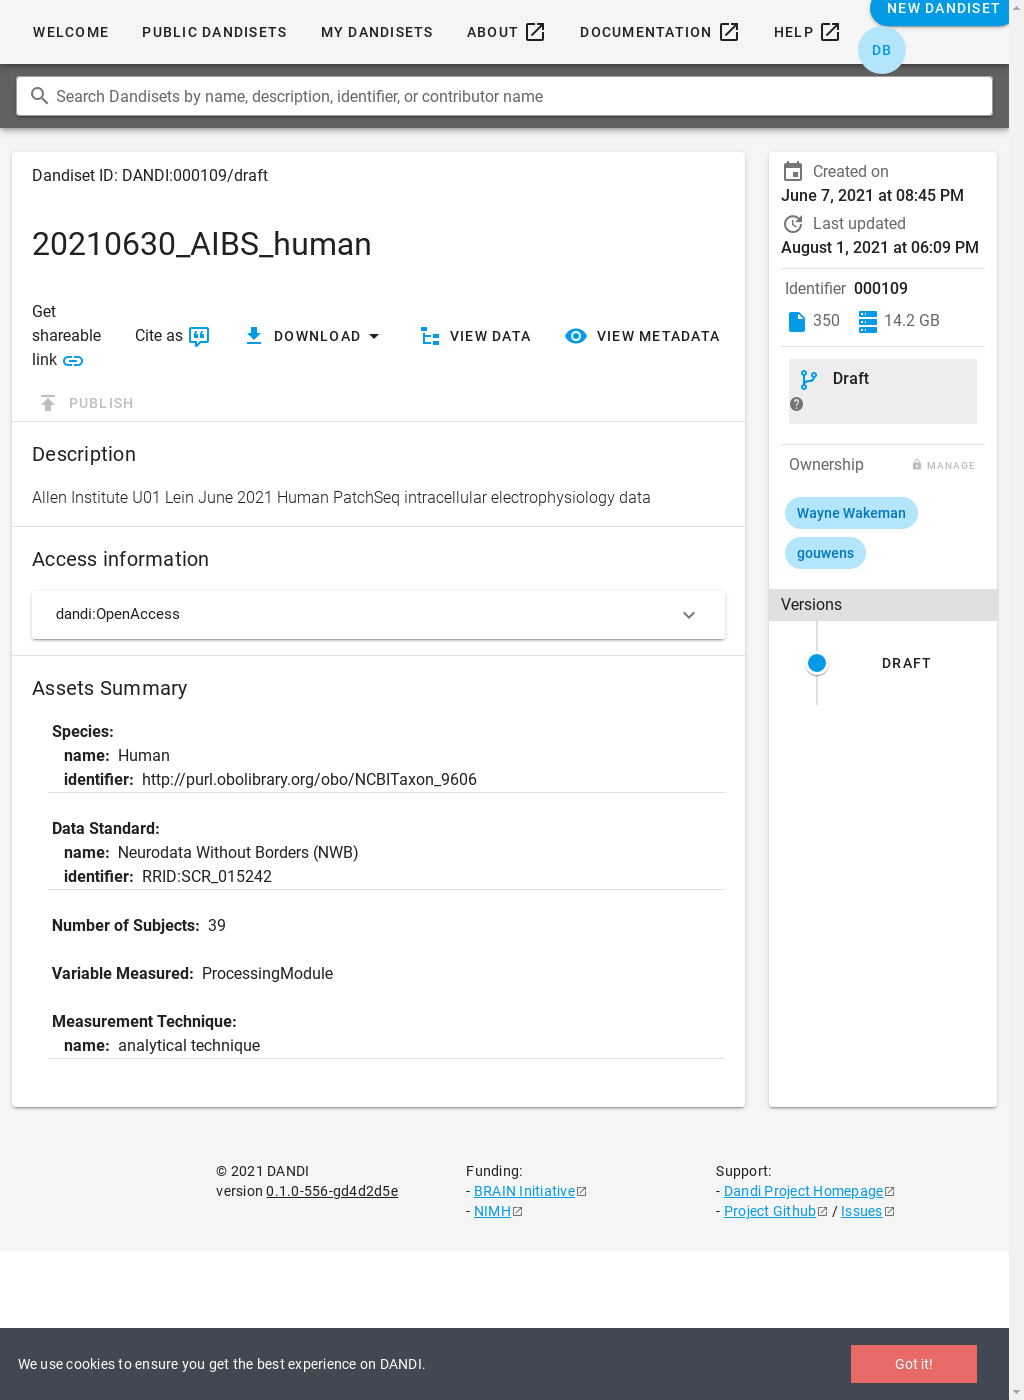 WELCOME
PUBLIC DANDISETS
MY DANDISETS
ABOUT
DOCUMENTATION
HELP
NEW DANDISET
DB
Search Dandisets by name, description, identifier, or contributor name
Dandiset ID: DANDI:000109/draft
20210630_AIBS_human
Get
shareable
link
Cite as
DOWNLOAD
VIEW DATA
VIEW METADATA
PUBLISH
Description
Allen Institute U01 Lein June 2021 Human PatchSeq intracellular electrophysiology data
Access information
dandi:OpenAccess
Assets Summary
Species:
name: Human
identifier: http://purl.obolibrary.org/obo/NCBITaxon_9606
Data Standard:
name: Neurodata Without Borders (NWB)
identifier: RRID:SCR_015242
Number of Subjects: 39
Variable Measured: ProcessingModule
Measurement Technique:
name: analytical technique
Created on
June 7, 2021 at 08:45 PM
Last updated
August 1, 2021 at 06:09 PM
Identifier 000109
350
14.2 GB
Draft
Ownership
MANAGE
Wayne Wakeman
gouwens
Versions
DRAFT
© 2021 DANDI
version 0.1.0-556-gd4d2d5e
Funding:
- BRAIN Initiative
- NIMH
Support:
- Dandi Project Homepage
- Project Github / Issues
We use cookies to ensure you get the best experience on DANDI.
Got it!